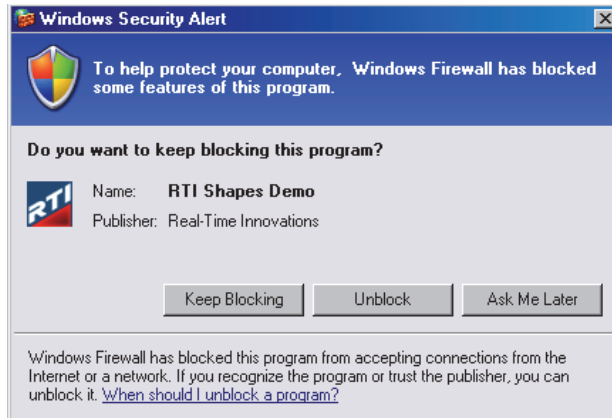 Windows Security Alert
To help protect your computer, Windows Firewall has blocked
some features of this program.
Do you want to keep blocking this program?
RTI
Name: RTI Shapes Demo
Publisher: Real-Time Innovations
Keep Blocking Unblock Ask Me Later
Windows Firewall has blocked this program from accepting connections from the
Internet or a network. If you recognize the program or trust the publisher, you can
unblock it. When should I unblock a program?